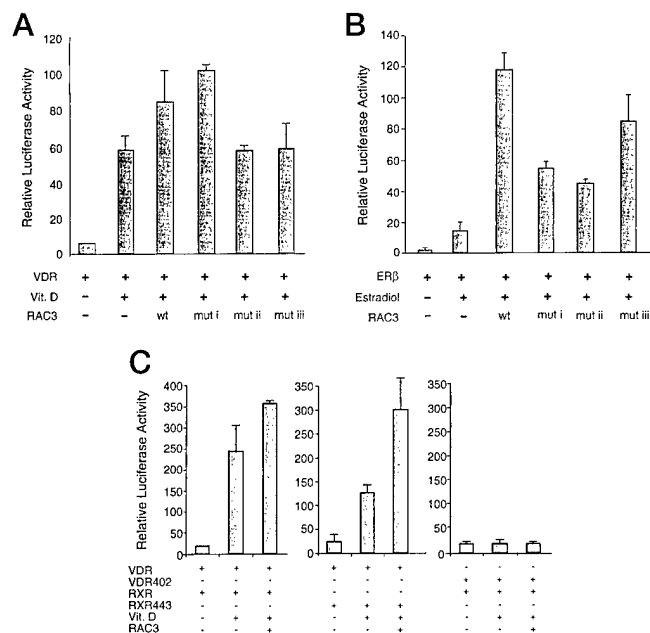 A
Relative Luciferase Activity
120
100
80
60
40
20
0
VDR + + + + + +
Vit. D – + + + + +
RAC3 – – wt mut i mut ii mut iii
B
Relative Luciferase Activity
140
120
100
80
60
40
20
0
ERβ + + + + + +
Estradiol – + + + + +
RAC3 – – wt mut i mut ii mut iii
C
Relative Luciferase Activity
400
350
300
250
200
150
100
50
0
350
300
250
200
150
100
50
0
350
300
250
200
150
100
50
0
VDR + + + + + + - - -
VDR402 - - - - - - + + +
RXR + + + - - - + + +
RXR443 - - - + + + - - -
Vit. D - + + - + + - + +
RAC3 - - + - - + - - +